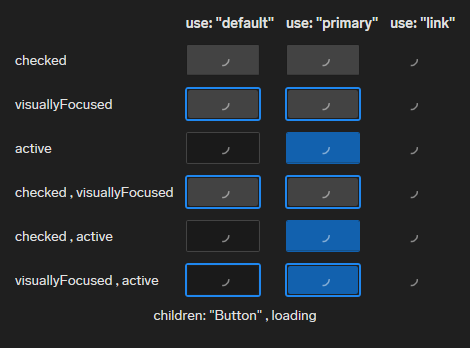 use: "default" use: "primary" use: "link"
checked
visuallyFocused
active
checked , visuallyFocused
checked , active
visuallyFocused , active
children: "Button" , loading